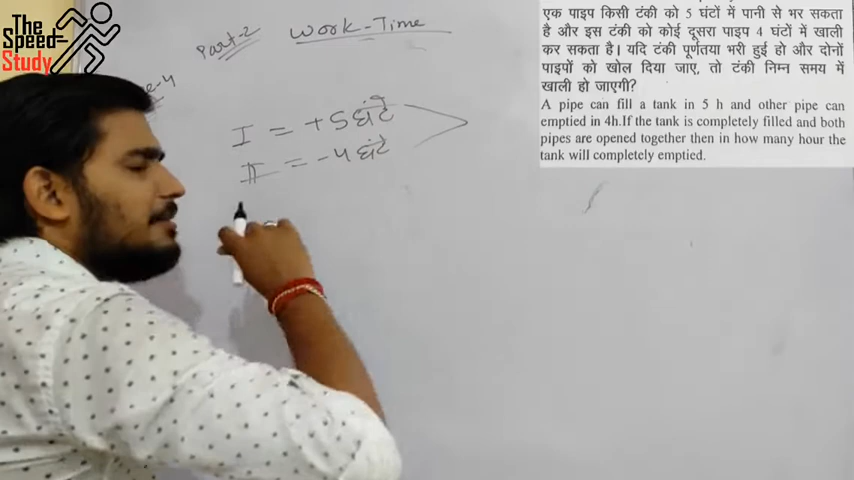 The
Speed-
Study
Part-2 Work-Time
-4
I = +5 घंटे
II = -4 घंटे
एक पाइप किसी टंकी को 5 घंटों में पानी से भर सकता
है और इस टंकी को कोई दूसरा पाइप 4 घंटों में खाली
कर सकता है। यदि टंकी पूर्णतया भरी हुई हो और दोनों
पाइपों को खोल दिया जाए, तो टंकी निम्न समय में
खाली हो जाएगी?
A pipe can fill a tank in 5 h and other pipe can
emptied in 4h.If the tank is completely filled and both
pipes are opened together then in how many hour the
tank will completely emptied.